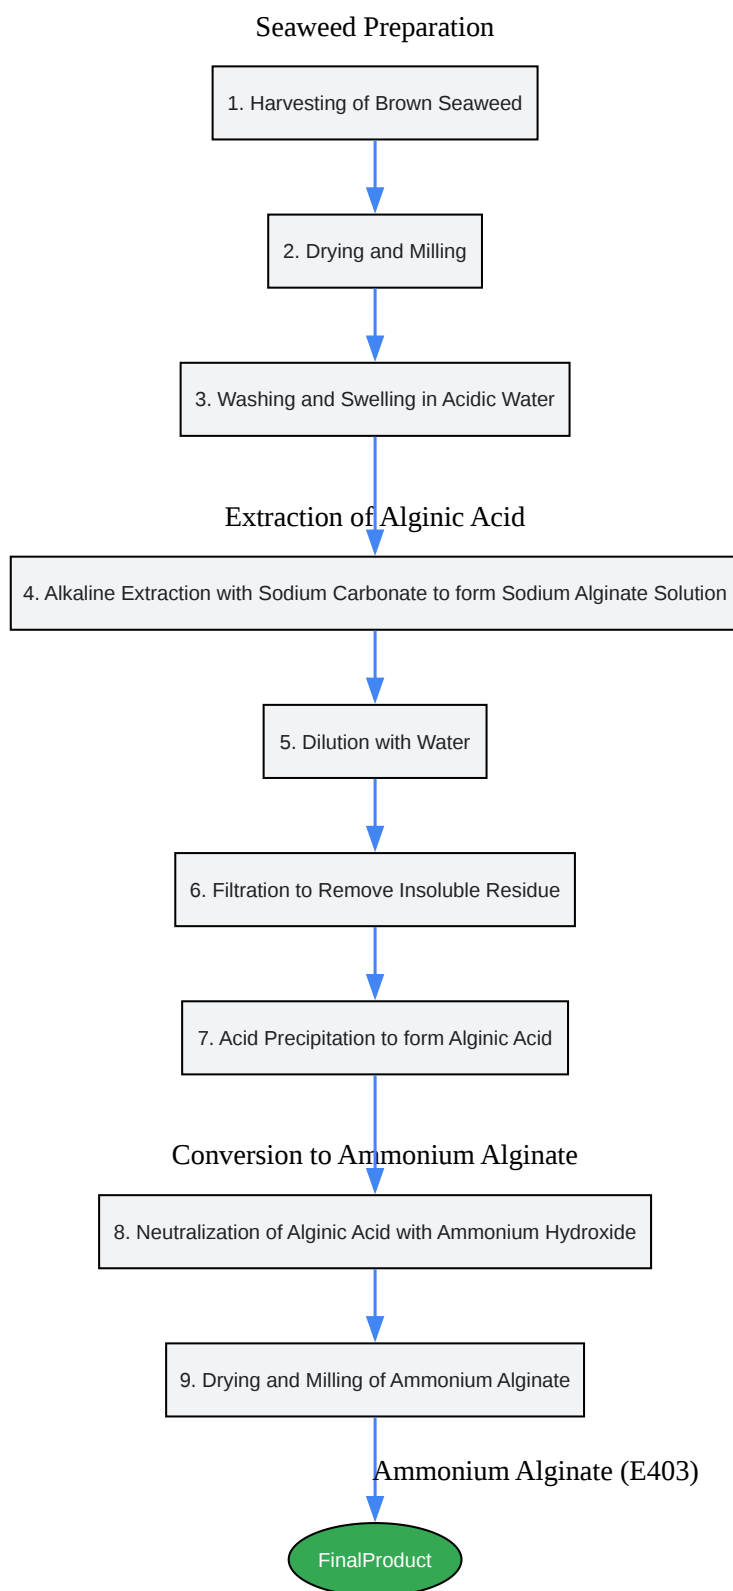 Seaweed Preparation
1. Harvesting of Brown Seaweed
2. Drying and Milling
3. Washing and Swelling in Acidic Water
Extraction of Alginic Acid
4. Alkaline Extraction with Sodium Carbonate to form Sodium Alginate Solution
5. Dilution with Water
6. Filtration to Remove Insoluble Residue
7. Acid Precipitation to form Alginic Acid
Conversion to Ammonium Alginate
8. Neutralization of Alginic Acid with Ammonium Hydroxide
9. Drying and Milling of Ammonium Alginate
Ammonium Alginate (E403)
FinalProduct